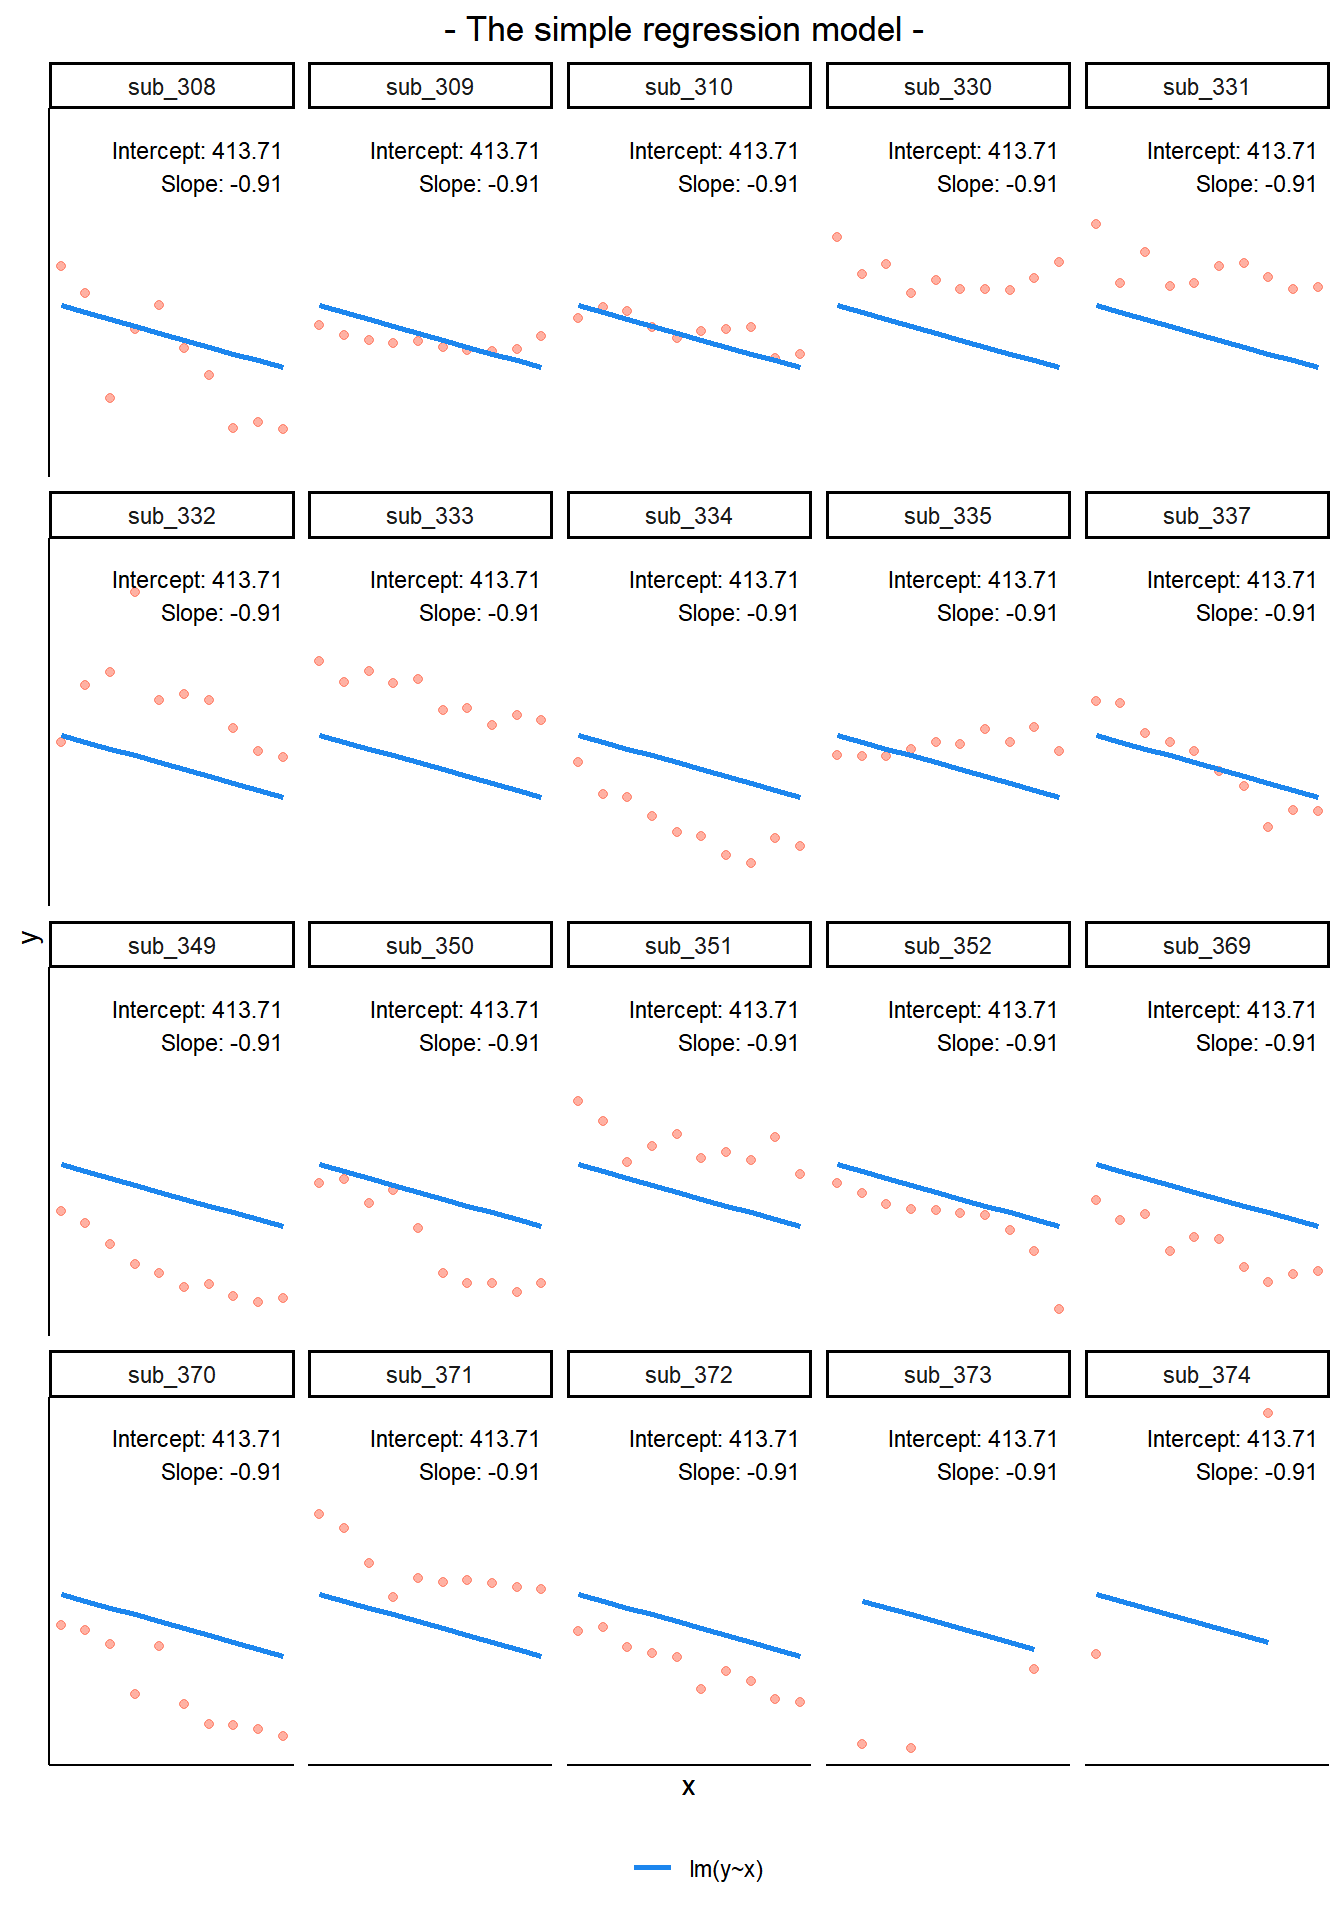 - The simple regression model -
sub_308
sub_309
sub_310
sub_330
sub_331
Intercept: 413.71
Slope: -0.91
Intercept: 413.71
Slope: -0.91
Intercept: 413.71
Slope: -0.91
Intercept: 413.71
Slope: -0.91
Intercept: 413.71
Slope: -0.91
sub_332
sub_333
sub_334
sub_335
sub_337
Intercept: 413.71
Slope: -0.91
Intercept: 413.71
Slope: -0.91
Intercept: 413.71
Slope: -0.91
Intercept: 413.71
Slope: -0.91
Intercept: 413.71
Slope: -0.91
y
sub_349
sub_350
sub_351
sub_352
sub_369
Intercept: 413.71
Slope: -0.91
Intercept: 413.71
Slope: -0.91
Intercept: 413.71
Slope: -0.91
Intercept: 413.71
Slope: -0.91
Intercept: 413.71
Slope: -0.91
sub_370
sub_371
sub_372
sub_373
sub_374
Intercept: 413.71
Slope: -0.91
Intercept: 413.71
Slope: -0.91
Intercept: 413.71
Slope: -0.91
Intercept: 413.71
Slope: -0.91
Intercept: 413.71
Slope: -0.91
x
lm(y~x)